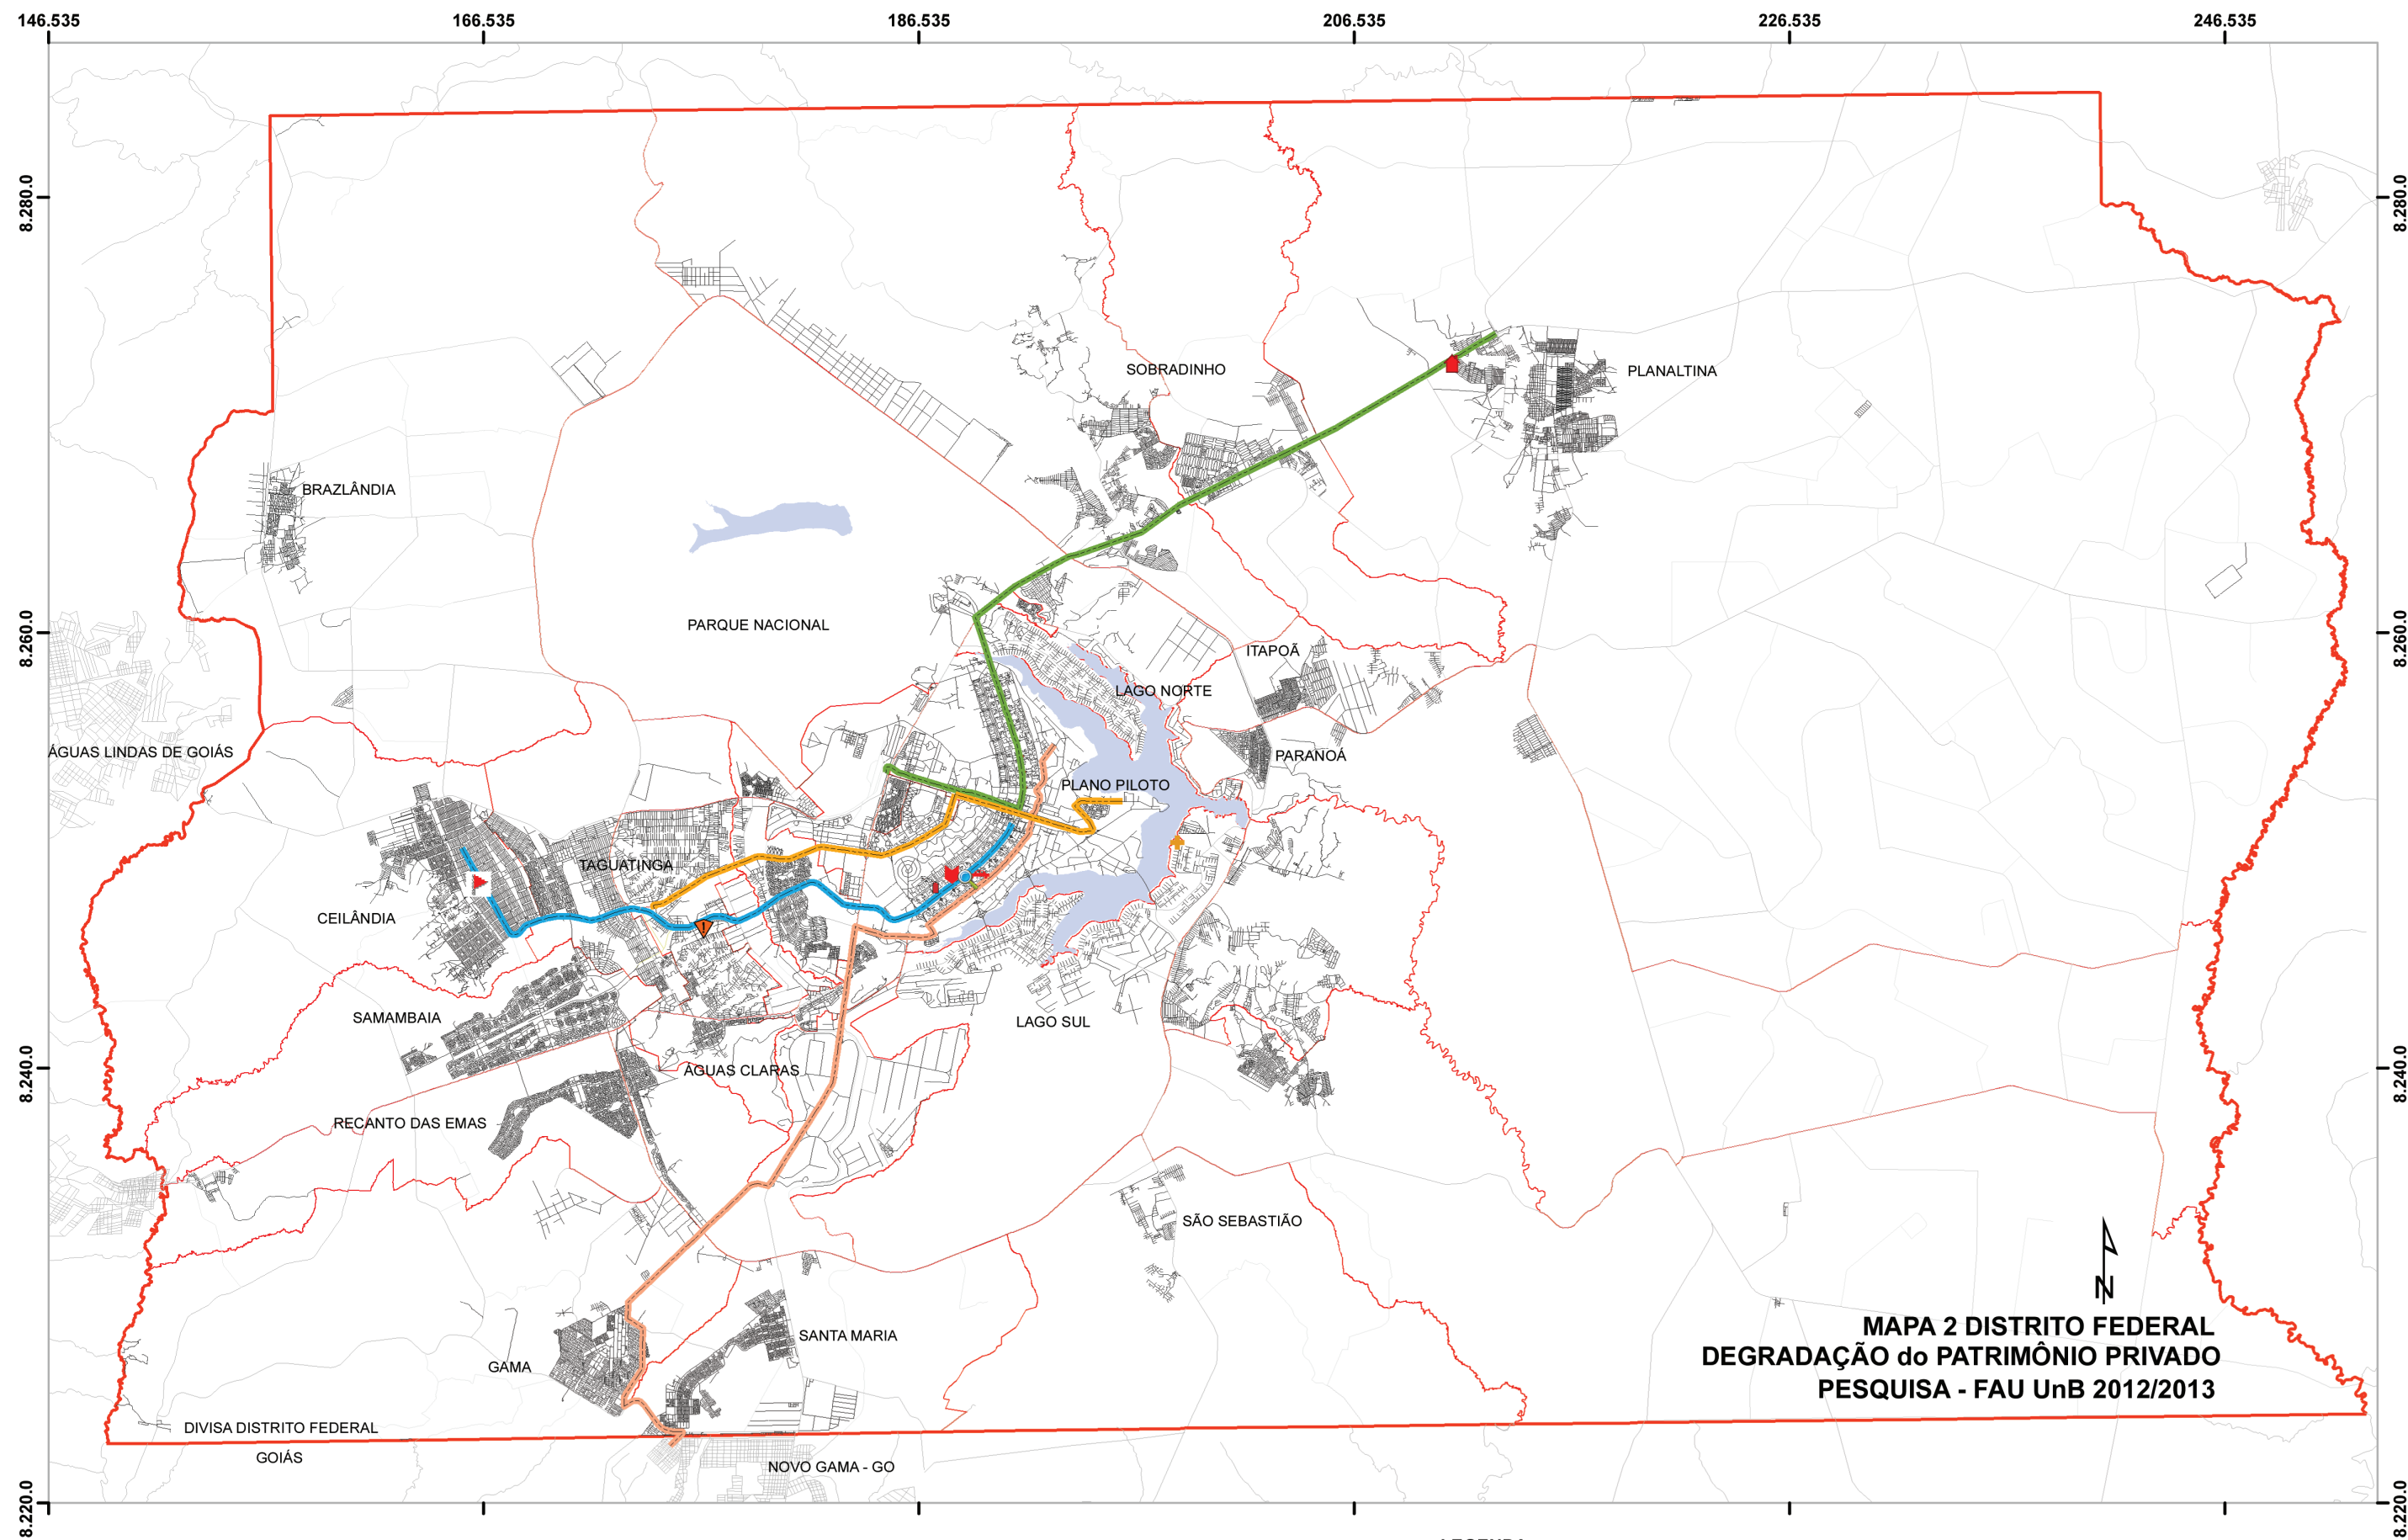 146.535
166.535
186.535
206.535
226.535
246.535
8.280.0
8.280.0
SOBRADINHO
PLANALTINA
BRAZLÂNDIA
PARQUE NACIONAL
8.260.0
8.260.0
ITAPOÃ
LAGO NORTE
ÁGUAS LINDAS DE GOIÁS
PARANOÁ
PLANO PILOTO
TAGUATINGA
CEILÂNDIA
SAMAMBAIA
LAGO SUL
ÁGUAS CLARAS
8.240.0
8.240.0
RECANTO DAS EMAS
SÃO SEBASTIÃO
N
MAPA 2 DISTRITO FEDERAL
DEGRADAÇÃO do PATRIMÔNIO PRIVADO
PESQUISA - FAU UnB 2012/2013
SANTA MARIA
GAMA
DIVISA DISTRITO FEDERAL
GOIÁS
NOVO GAMA - GO
8.220.0
8.220.0